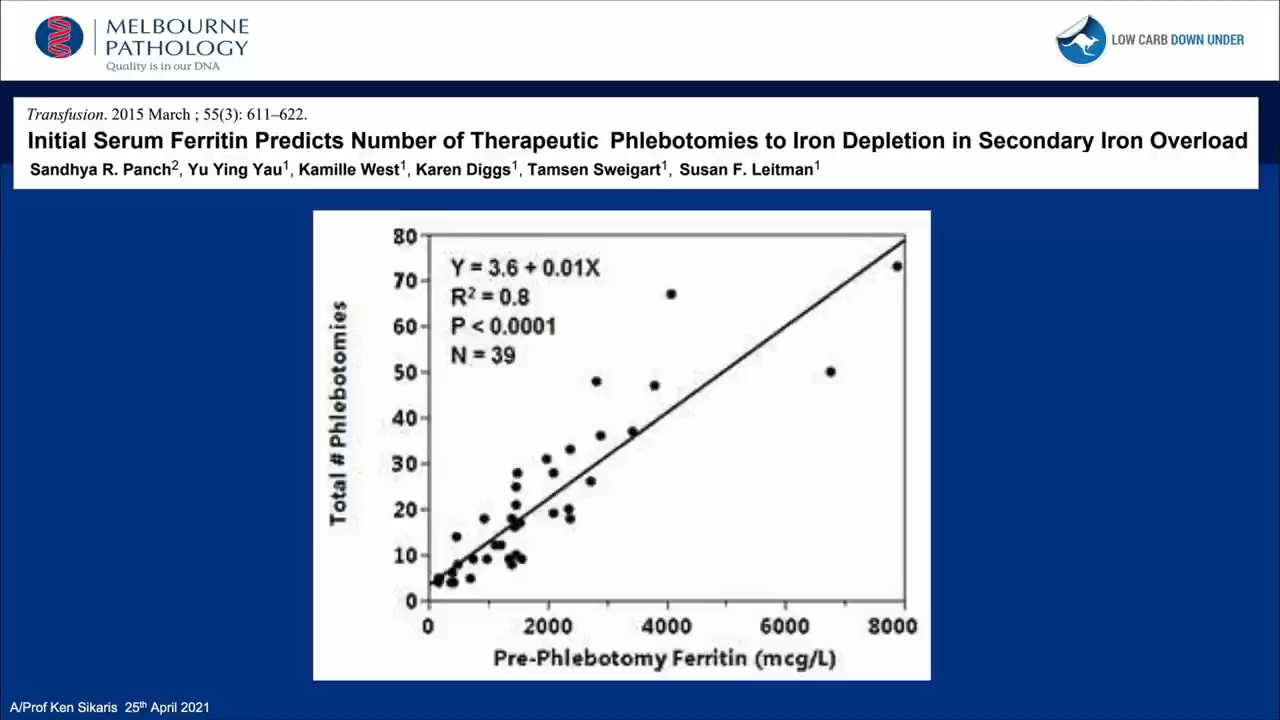 MELBOURNE
PATHOLOGY
Quality is in our DNA
LOW CARB DOWN UNDER
Transfusion. 2015 March ; 55(3): 611–622.
Initial Serum Ferritin Predicts Number of Therapeutic Phlebotomies to Iron Depletion in Secondary Iron Overload
Sandhya R. Panch², Yu Ying Yau¹, Kamille West¹, Karen Diggs¹, Tamsen Sweigart¹, Susan F. Leitman¹
Total # Phlebotomies
80
70
60
50
40
30
20
10
0
Y = 3.6 + 0.01X
R² = 0.8
P < 0.0001
N = 39
0 2000 4000 6000 8000
Pre-Phlebotomy Ferritin (mcg/L)
A/Prof Ken Sikaris 25th April 2021